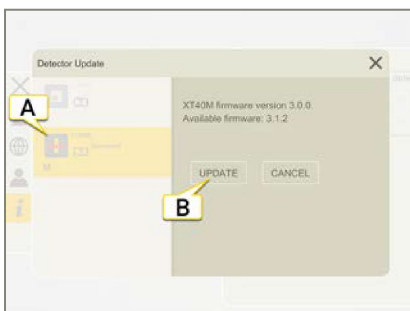 Detector Update
A
XT40M firmware version 3.0.0.
Available firmware: 3.1.2
M
UPDATE
CANCEL
B